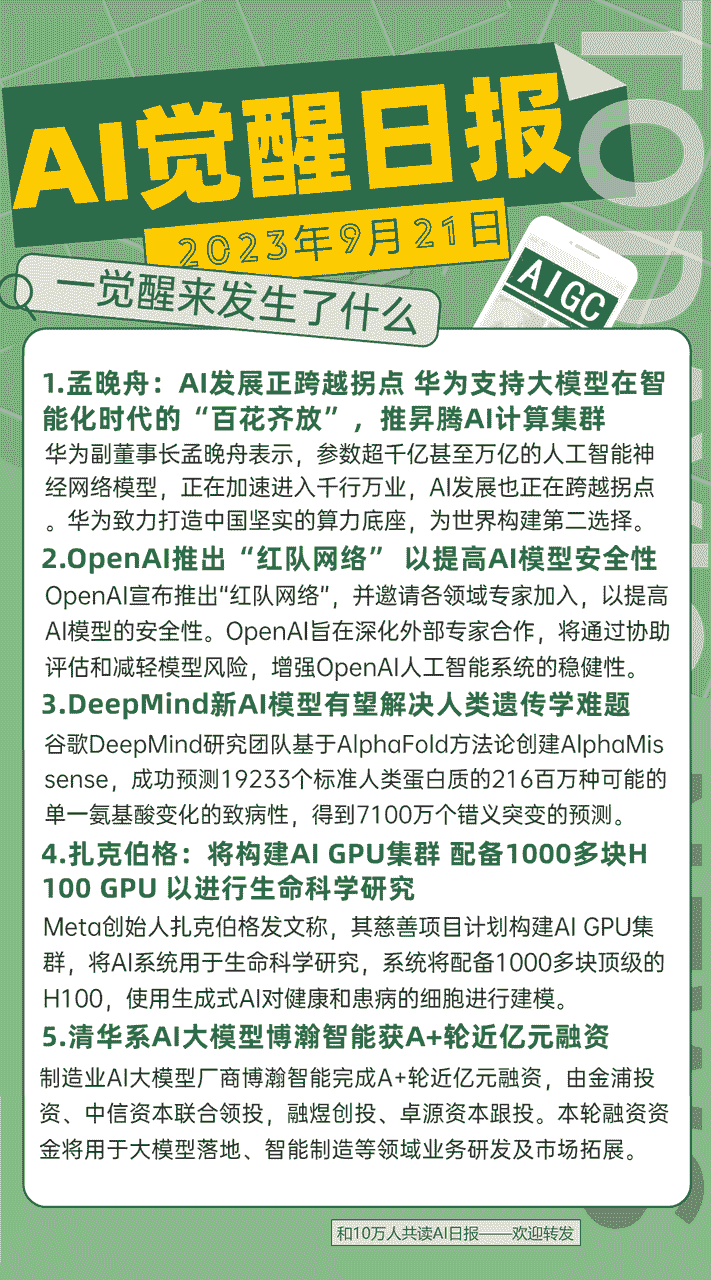 AI觉醒日报
2023年9月21日
一觉醒来发生了什么
AIGC
1.孟晚舟：AI发展正跨越拐点 华为支持大模型在智
能化时代的“百花齐放”，推昇腾AI计算集群
华为副董事长孟晚舟表示，参数超千亿甚至万亿的人工智能神
经网络模型，正在加速进入千行万业，AI发展也正在跨越拐点
。华为致力打造中国坚实的算力底座，为世界构建第二选择。
2.OpenAI推出“红队网络” 以提高AI模型安全性
OpenAI宣布推出“红队网络”，并邀请各领域专家加入，以提高
AI模型的安全性。OpenAI旨在深化外部专家合作，将通过协助
评估和减轻模型风险，增强OpenAI人工智能系统的稳健性。
3.DeepMind新AI模型有望解决人类遗传学难题
谷歌DeepMind研究团队基于AlphaFold方法论创建AlphaMis
sense，成功预测19233个标准人类蛋白质的216百万种可能的
单一氨基酸变化的致病性，得到7100万个错义突变的预测。
4.扎克伯格：将构建AI GPU集群 配备1000多块H
100 GPU 以进行生命科学研究
Meta创始人扎克伯格发文称，其慈善项目计划构建AI GPU集
群，将AI系统用于生命科学研究，系统将配备1000多块顶级的
H100，使用生成式AI对健康和患病的细胞进行建模。
5.清华系AI大模型博瀚智能获A+轮近亿元融资
制造业AI大模型厂商博瀚智能完成A+轮近亿元融资，由金浦投
资、中信资本联合领投，融煜创投、卓源资本跟投。本轮融资资
金将用于大模型落地、智能制造等领域业务研发及市场拓展。
和10万人共读AI日报——欢迎转发